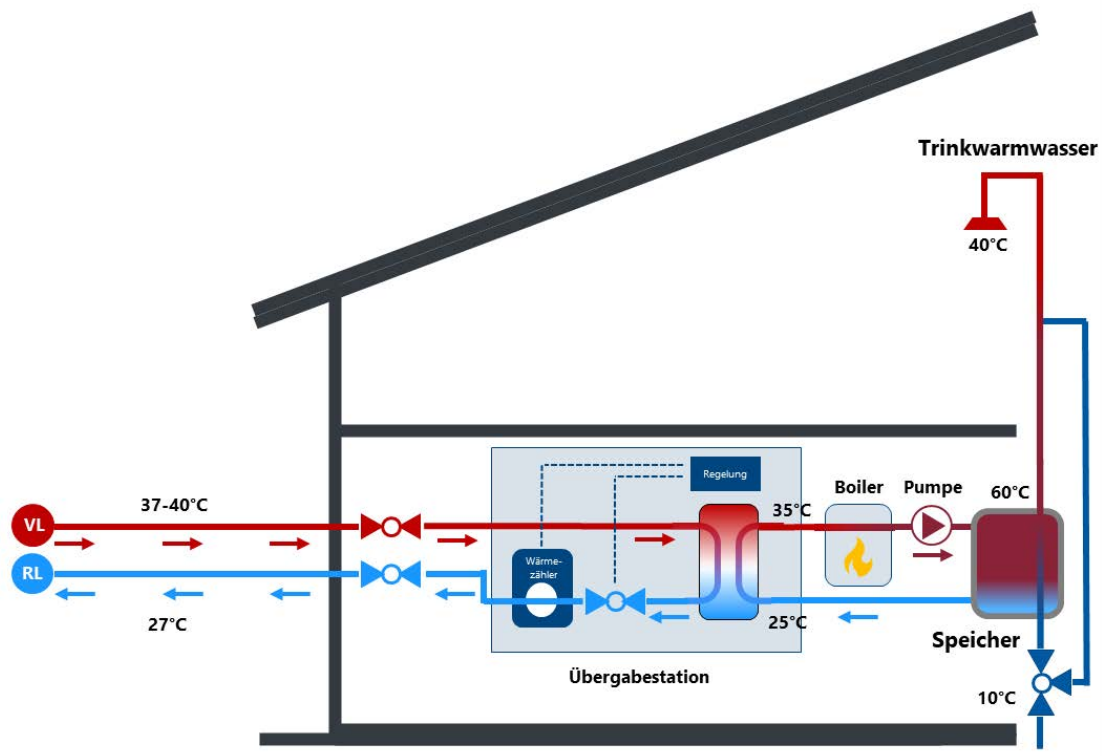 Trinkwarmwasser
40°C
Regelung
Boiler
Pumpe
60°C
37-40°C
35°C
VL
RL
Wärme-
zähler
27°C
25°C
Speicher
Übergabestation
10°C